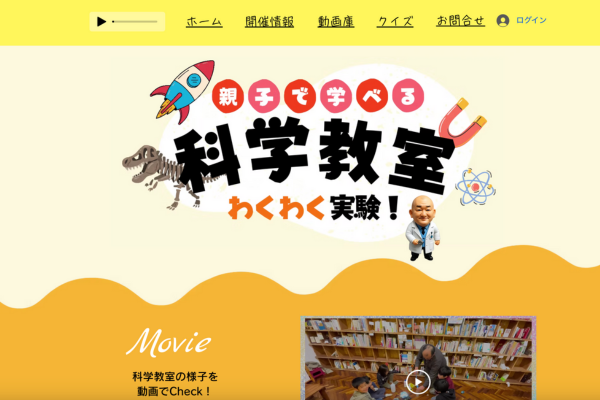 ホーム 開催情報 動画庫 クイズ お問合せ ログイン
親子で学べる
科学教室
わくわく実験!
Movie
科学教室の様子を
動画でCheck!